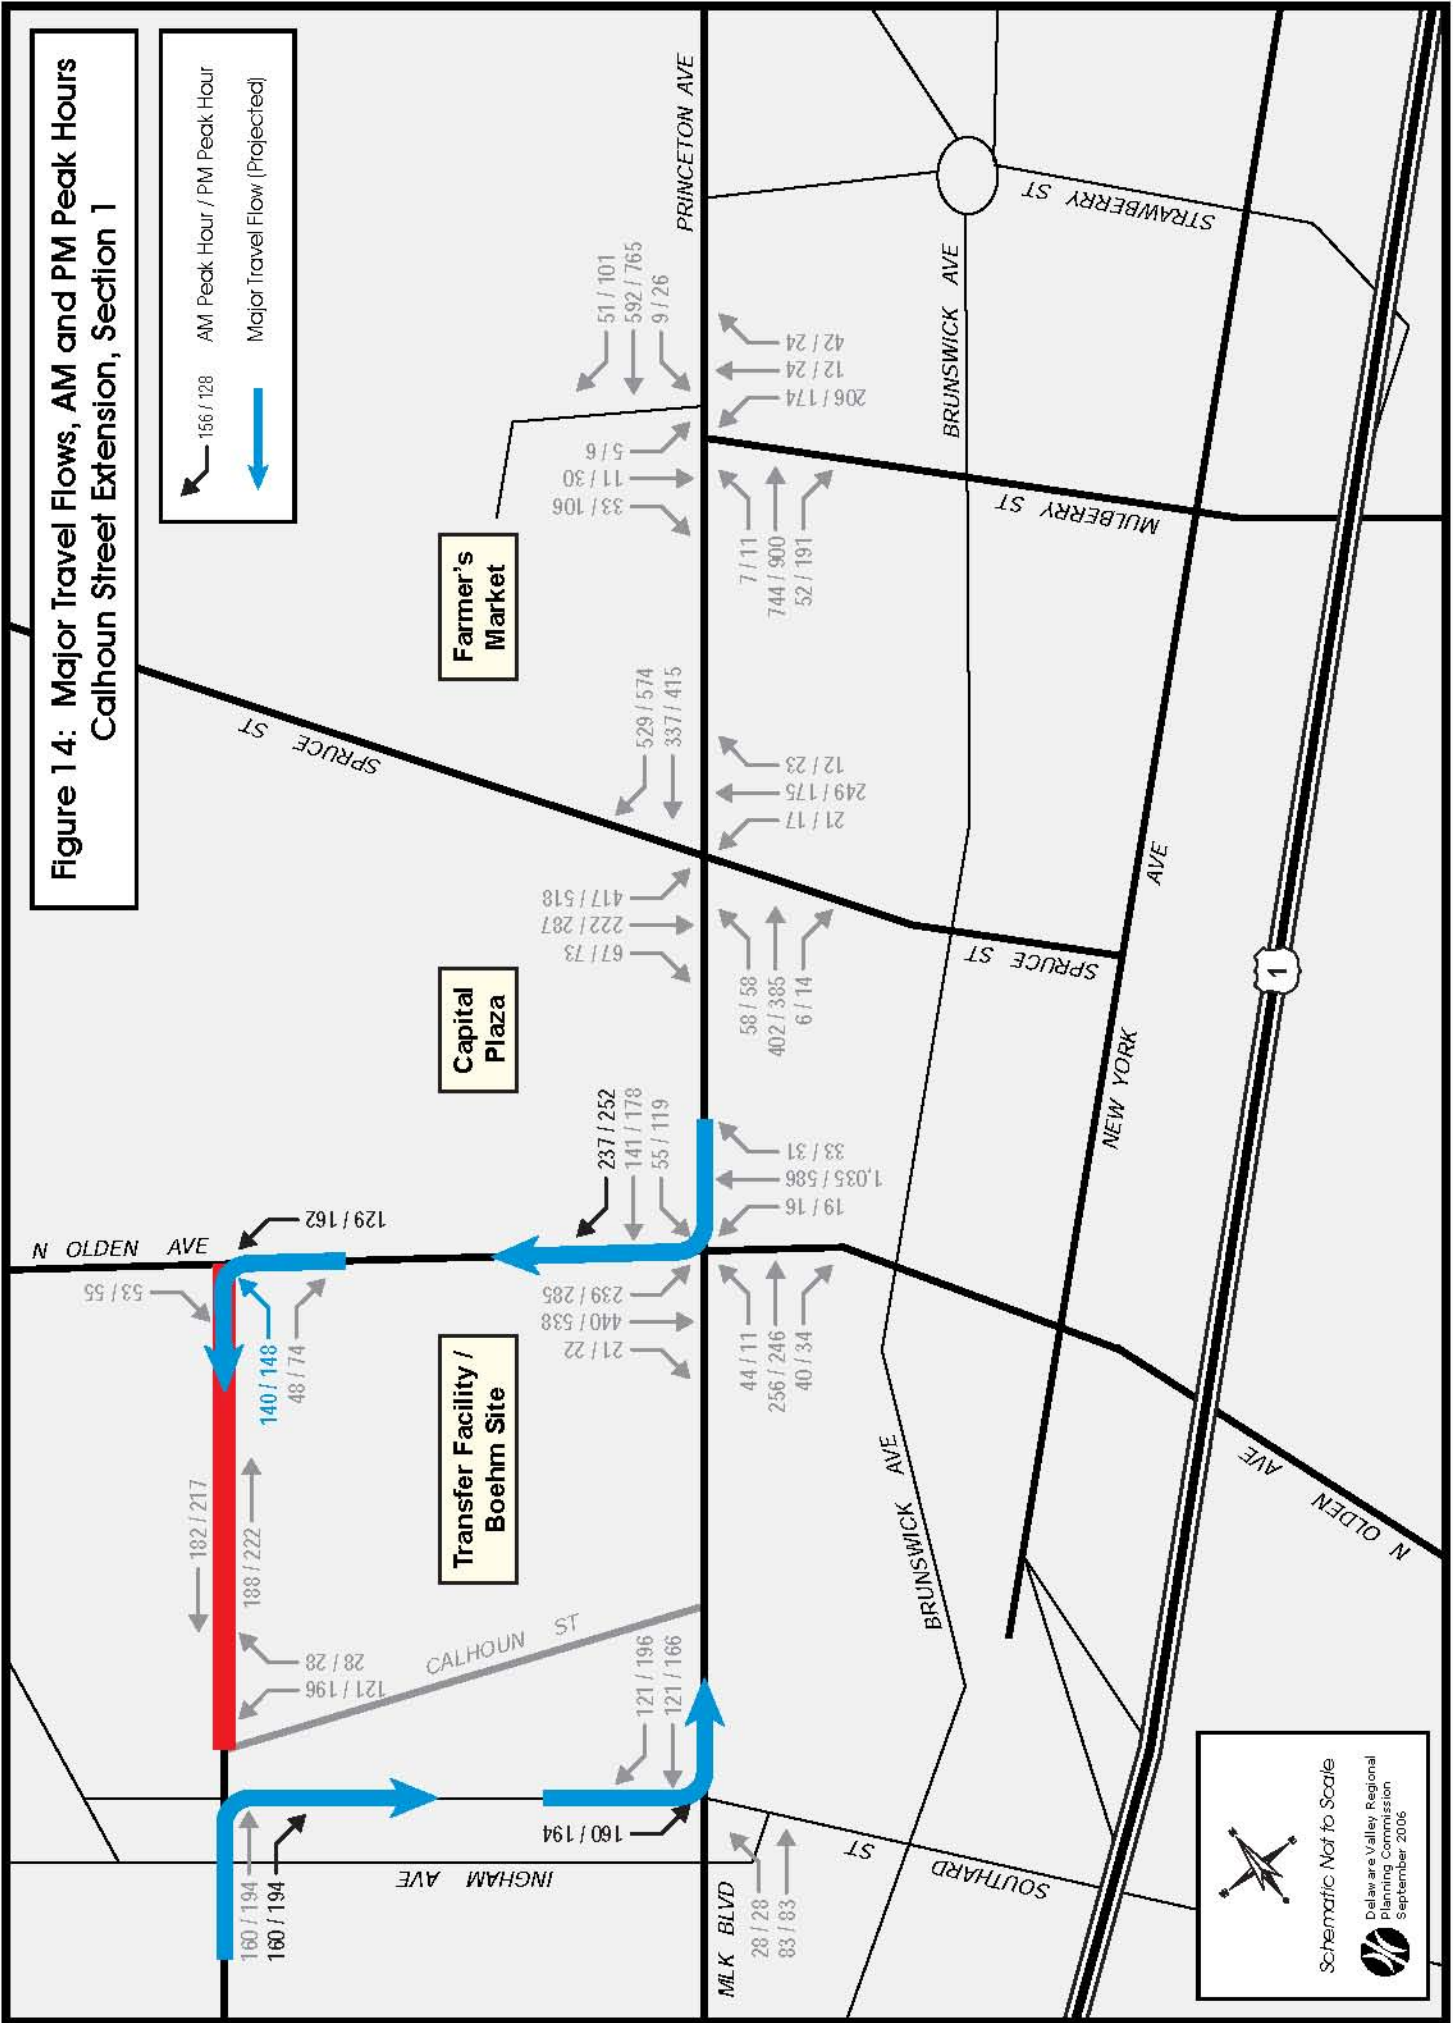 Figure 14: Major Travel Flows, AM and PM Peak Hours
Calhoun Street Extension, Section 1
156 / 128 AM Peak Hour / PM Peak Hour
Major Travel Flow (Projected)
N OLDEN AVE
53 / 55
129 / 162
140 / 148
48 / 74
182 / 217
188 / 222
28 / 28
121 / 196
160 / 194
160 / 194
INGHAM AVE
CALHOUN ST
Transfer Facility /
Boehm Site
Capital
Plaza
Farmer's
Market
SPRUCE ST
160 / 194
121 / 196
121 / 166
237 / 252
141 / 178
55 / 119
239 / 285
440 / 538
21 / 22
417 / 518
222 / 287
67 / 73
529 / 574
337 / 415
5 / 6
11 / 30
33 / 106
51 / 101
592 / 765
9 / 26
MLK BLVD
PRINCETON AVE
28 / 28
83 / 83
44 / 11
256 / 246
40 / 34
33 / 31
1,035 / 586
19 / 16
58 / 58
402 / 385
6 / 14
12 / 23
249 / 175
21 / 17
7 / 11
744 / 900
52 / 191
42 / 24
12 / 24
206 / 174
SOUTHARD ST
BRUNSWICK AVE
BRUNSWICK AVE
SPRUCE ST
MULBERRY ST
STRAWBERRY ST
NEW YORK AVE
N OLDEN AVE
1
Schematic Not to Scale
Delaware Valley Regional
Planning Commission
September 2006